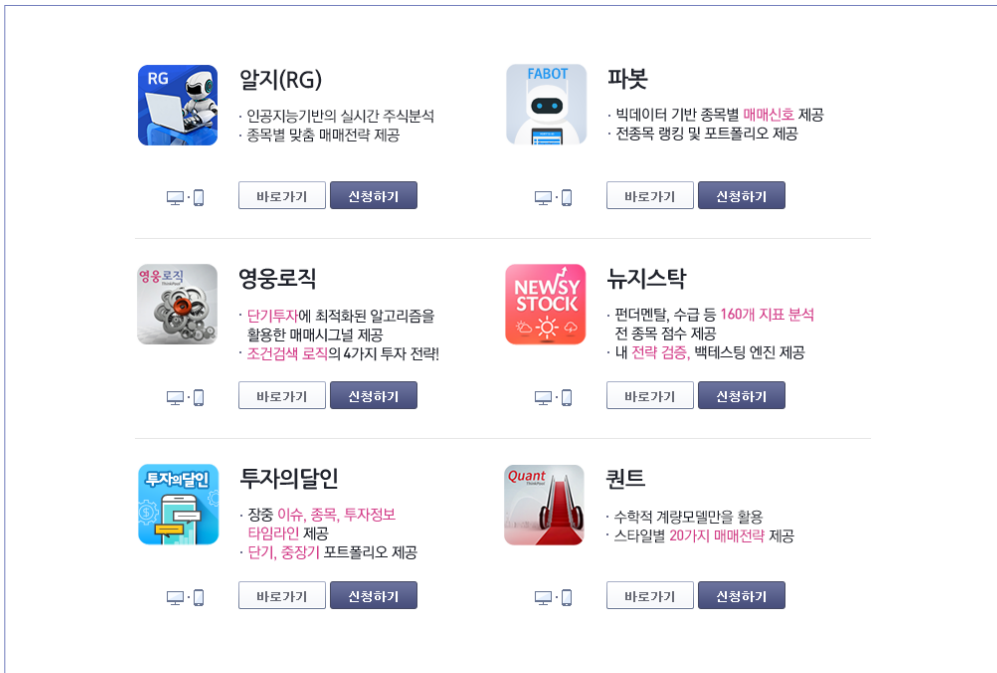 RG
알지(RG)
· 인공지능기반의 실시간 주식분석
· 종목별 맞춤 매매전략 제공
바로가기
신청하기
FABOT
파봇
· 빅데이터 기반 종목별 매매신호 제공
· 전종목 랭킹 및 포트폴리오 제공
바로가기
신청하기
영웅로직
영웅로직
· 단기투자에 최적화된 알고리즘을
활용한 매매시그널 제공
· 조건검색 로직의 4가지 투자 전략!
바로가기
신청하기
NEWSY
STOCK
뉴지스탁
· 펀더멘탈, 수급 등 160개 지표 분석
전 종목 점수 제공
· 내 전략 검증, 백테스팅 엔진 제공
바로가기
신청하기
투자의달인
투자의달인
· 장중 이슈, 종목, 투자정보
타임라인 제공
· 단기, 중장기 포트폴리오 제공
바로가기
신청하기
Quant
퀀트
· 수학적 계량모델만을 활용
· 스타일별 20가지 매매전략 제공
바로가기
신청하기